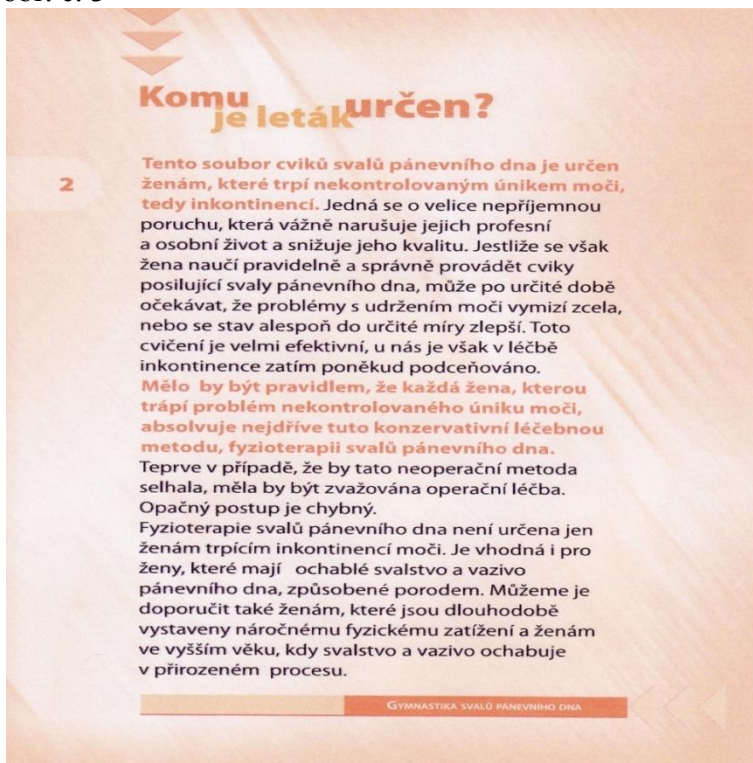 Komu
je leták
určen?
Tento soubor cviků svalů pánevního dna je určen
2
ženám, které trpí nekontrolovaným únikem moči,
tedy inkontinencí. Jedná se o velice nepříjemnou
poruchu, která vážně narušuje jejich profesní
a osobní život a snižuje jeho kvalitu. Jestliže se však
žena naučí pravidelně a správně provádět cviky
posilující svaly pánevního dna, může po určité době
očekávat, že problémy s udržením moči vymizí zcela,
nebo se stav alespoň do určité míry zlepší. Toto
cvičení je velmi efektivní, u nás je však v léčbě
inkontinence zatím poněkud podceňováno.
Mělo by být pravidlem, že každá žena, kterou
trápí problém nekontrolovaného úniku moči,
absolvuje nejdříve tuto konzervativní léčebnou
metodu, fyzioterapii svalů pánevního dna.
Teprve v případě, že by tato neoperační metoda
selhala, měla by být zvažována operační léčba.
Opačný postup je chybný.
Fyzioterapie svalů pánevního dna není určena jen
ženám trpícím inkontinencí moči. Je vhodná i pro
ženy, které mají ochablé svalstvo a vazivo
pánevního dna, způsobené porodem. Můžeme je
doporučit také ženám, které jsou dlouhodobě
vystaveny náročnému fyzickému zatížení a ženám
ve vyšším věku, kdy svalstvo a vazivo ochabuje
v přirozeném procesu.
GYMNASTIKA SVALŮ PÁNEVNÍHO DNA